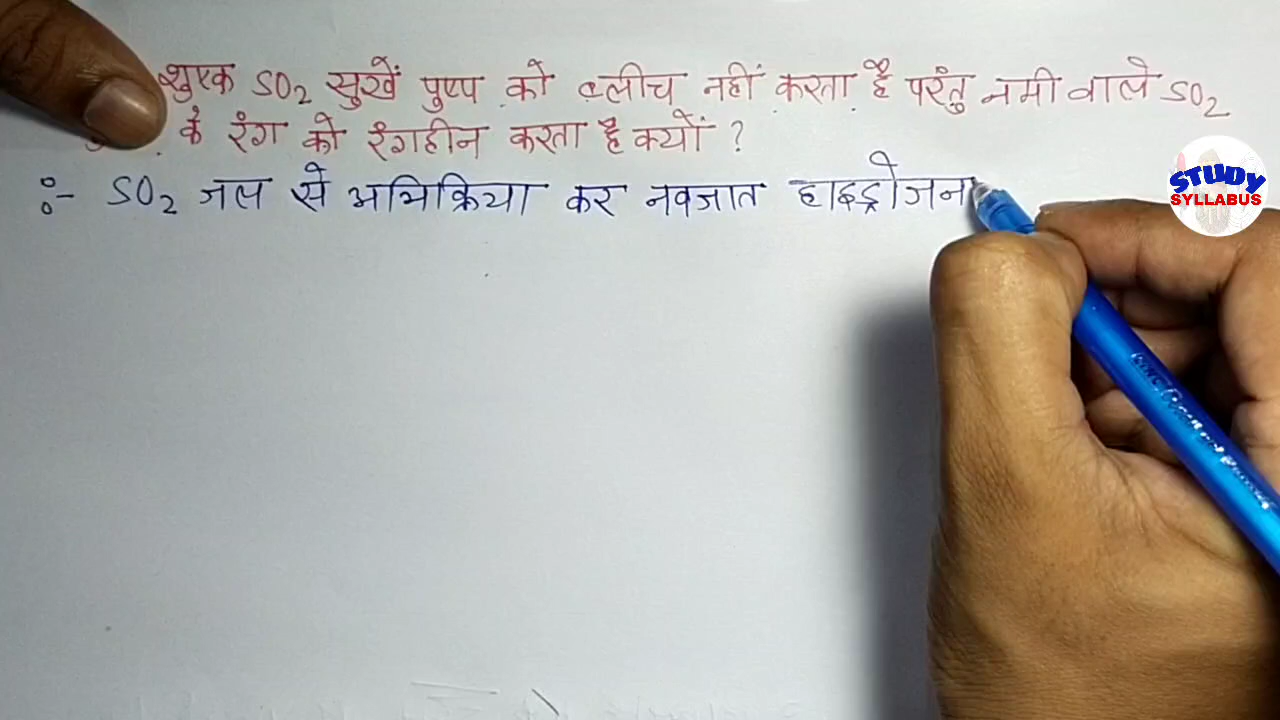 शुष्क SO2 सुखें पुष्प को ब्लीच नहीं करता है परंतु नमी वाले SO2
के रंग को रंगहीन करता है क्यों ?
:- SO2 जल से अभिक्रिया कर नवजात हाइड्रोजन
STUDY
SYLLABUS